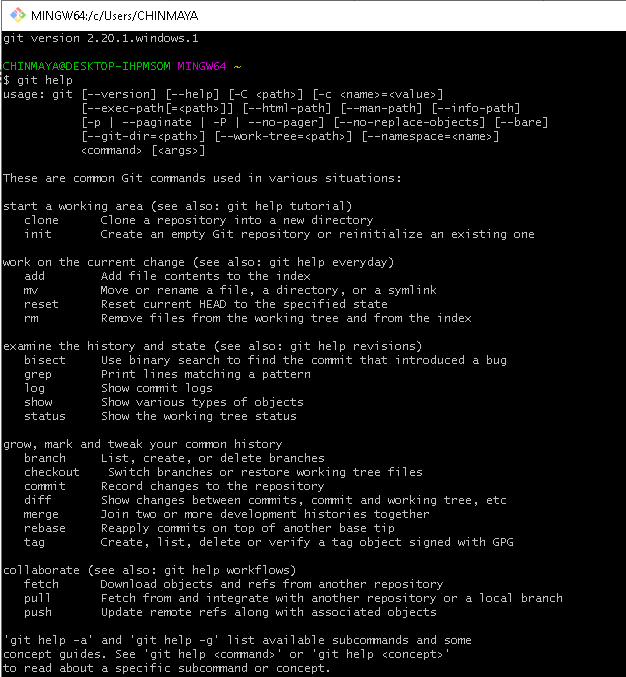 MINGW64:/c/Users/CHINMAYA
git version 2.20.1.windows.1
CHINMAYA@DESKTOP-IHPMSOM MINGW64 ~
$ git help
usage: git [--version] [--help] [-C <path>] [-c <name>=<value>]
           [--exec-path[=<path>]] [--html-path] [--man-path] [--info-path]
           [-p | --paginate | -P | --no-pager] [--no-replace-objects] [--bare]
           [--git-dir=<path>] [--work-tree=<path>] [--namespace=<name>]
           <command> [<args>]
These are common Git commands used in various situations:
start a working area (see also: git help tutorial)
   clone      Clone a repository into a new directory
   init       Create an empty Git repository or reinitialize an existing one
work on the current change (see also: git help everyday)
   add        Add file contents to the index
   mv         Move or rename a file, a directory, or a symlink
   reset      Reset current HEAD to the specified state
   rm         Remove files from the working tree and from the index
examine the history and state (see also: git help revisions)
   bisect     Use binary search to find the commit that introduced a bug
   grep       Print lines matching a pattern
   log        Show commit logs
   show       Show various types of objects
   status     Show the working tree status
grow, mark and tweak your common history
   branch     List, create, or delete branches
   checkout    Switch branches or restore working tree files
   commit     Record changes to the repository
   diff       Show changes between commits, commit and working tree, etc
   merge      Join two or more development histories together
   rebase     Reapply commits on top of another base tip
   tag        Create, list, delete or verify a tag object signed with GPG
collaborate (see also: git help workflows)
   fetch      Download objects and refs from another repository
   pull       Fetch from and integrate with another repository or a local branch
   push       Update remote refs along with associated objects
'git help -a' and 'git help -g' list available subcommands and some
concept guides. See 'git help <command>' or 'git help <concept>'
to read about a specific subcommand or concept.